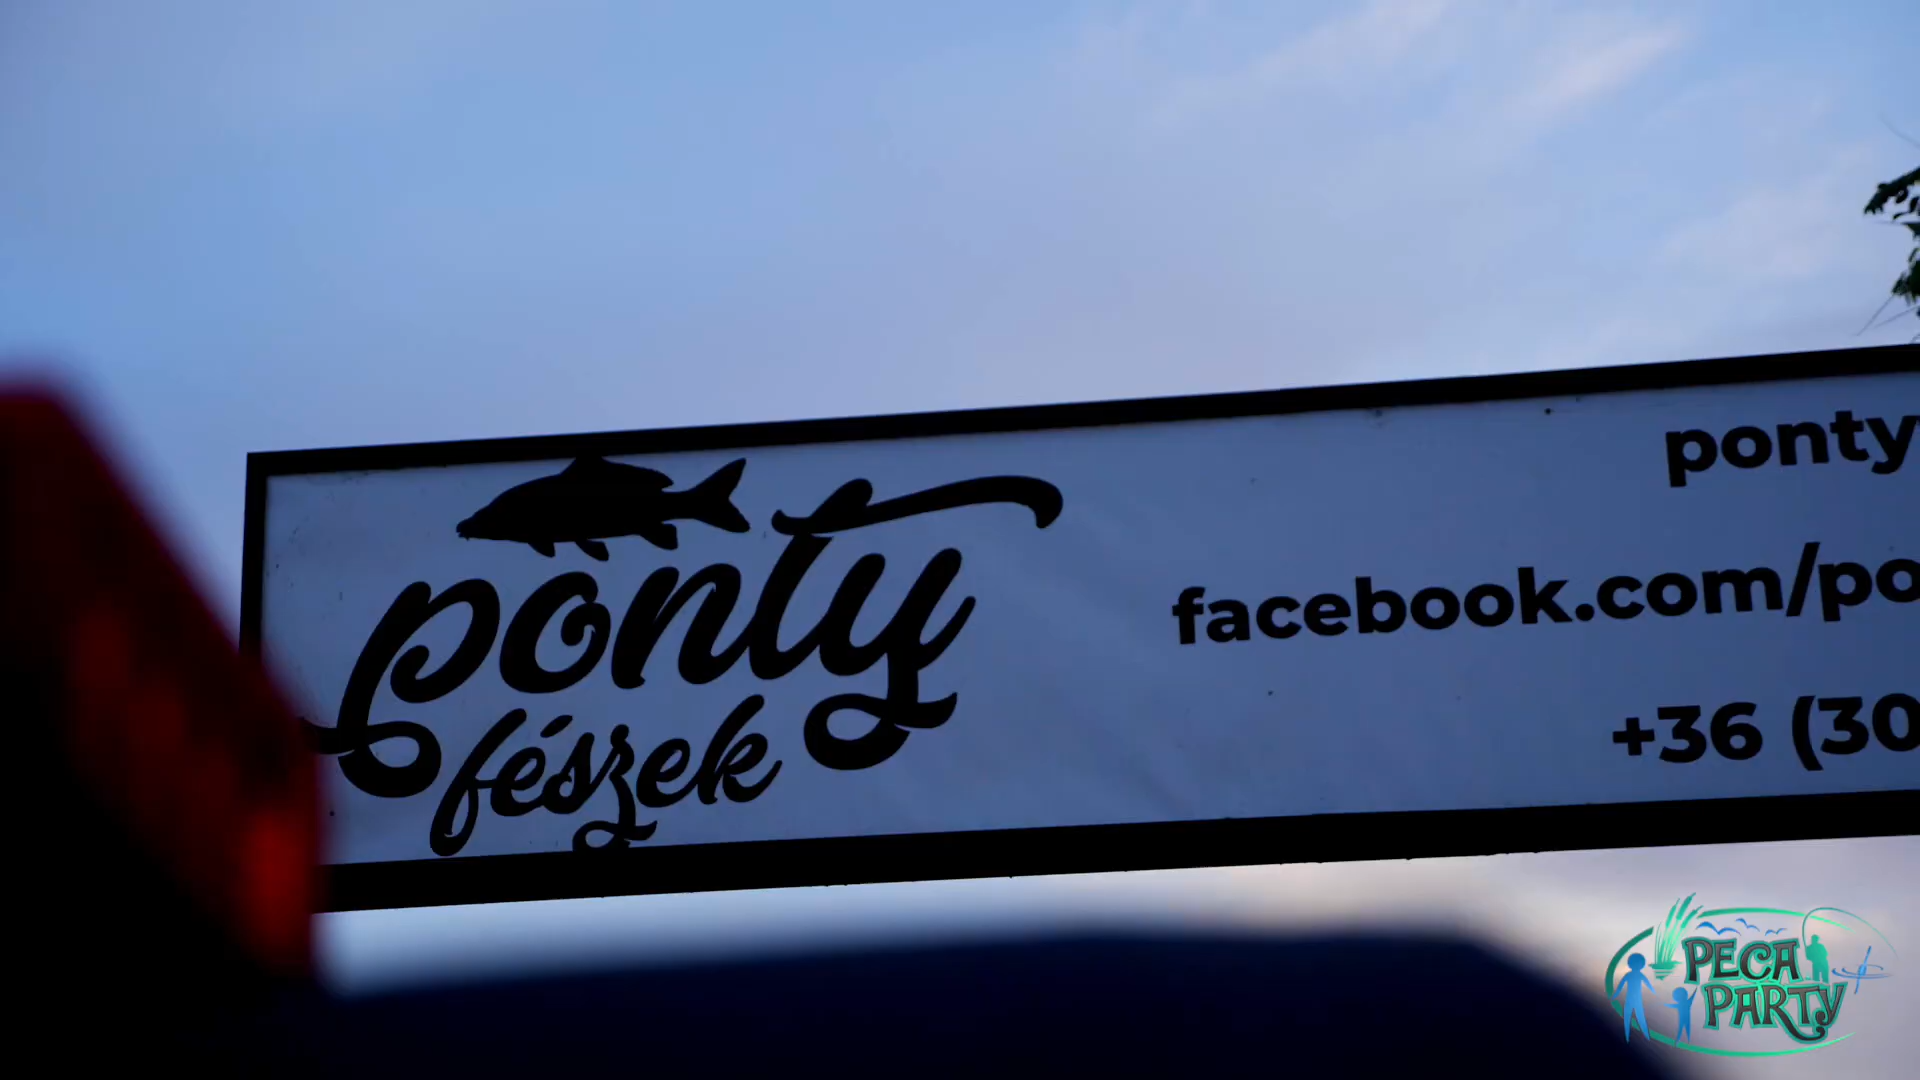 ponty
fészek
ponty
facebook.com/po
+36 (30
PECA
PARTY